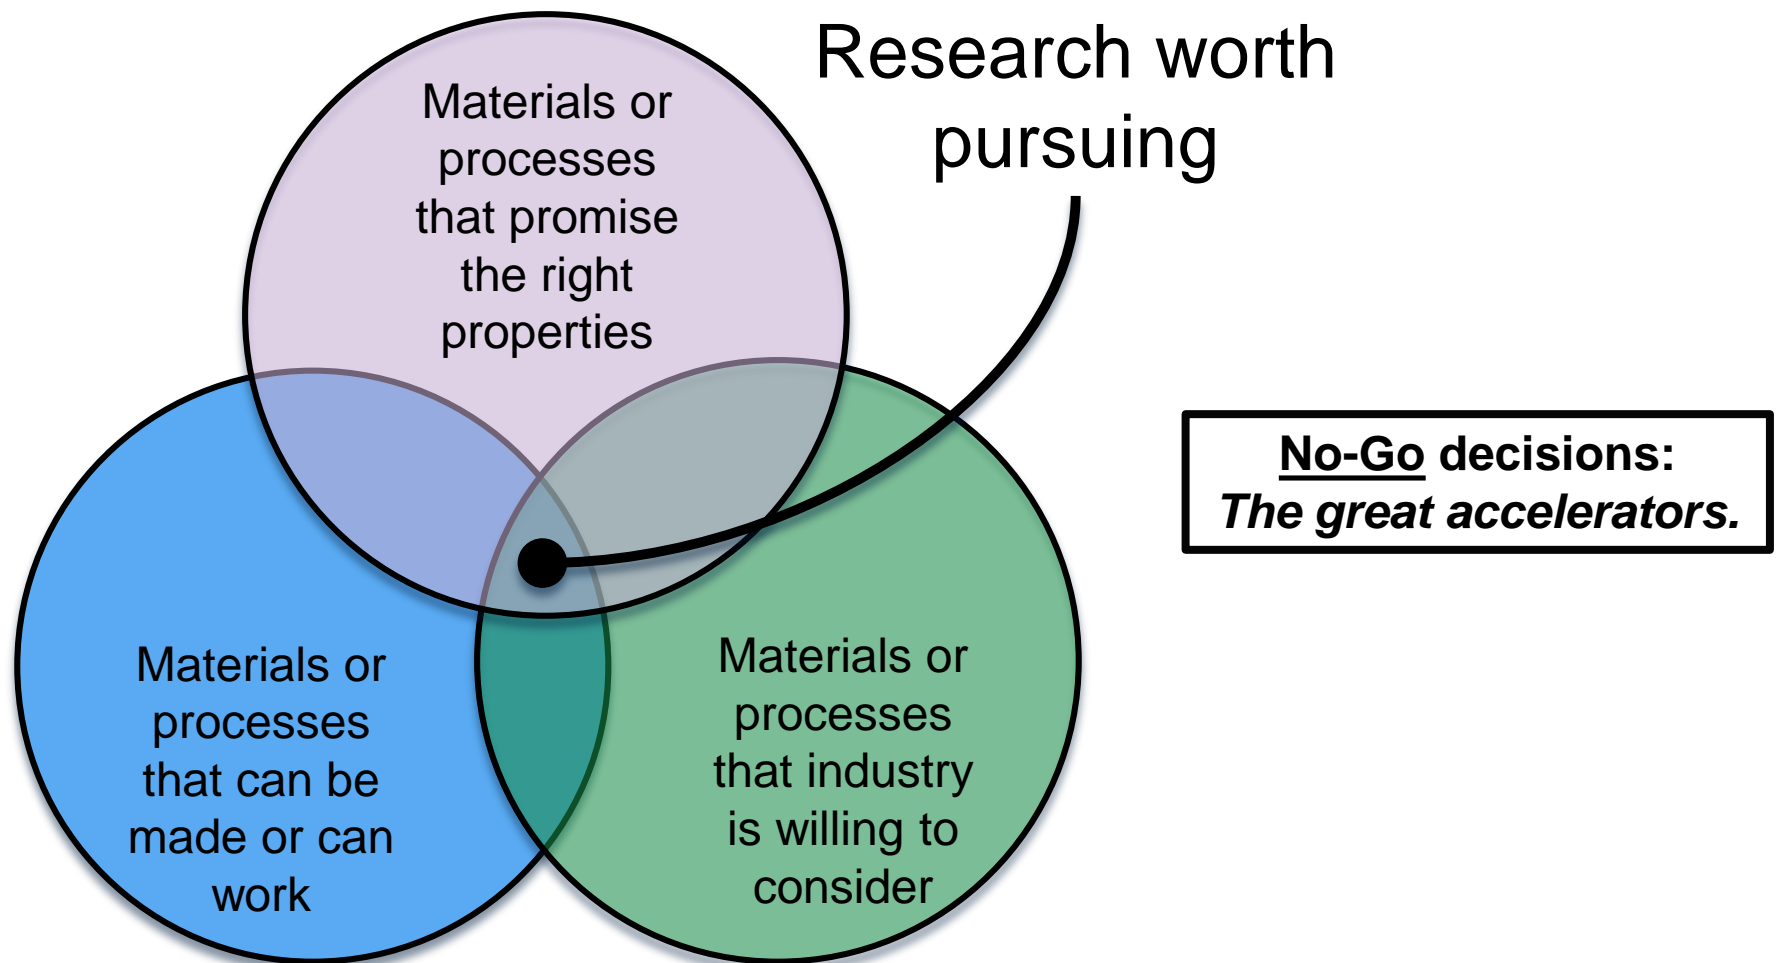 Research worth
pursuing
Materials or
processes
that promise
the right
properties
No-Go decisions:
The great accelerators.
Materials or
processes
that can be
made or can
work
Materials or
processes
that industry
is willing to
consider